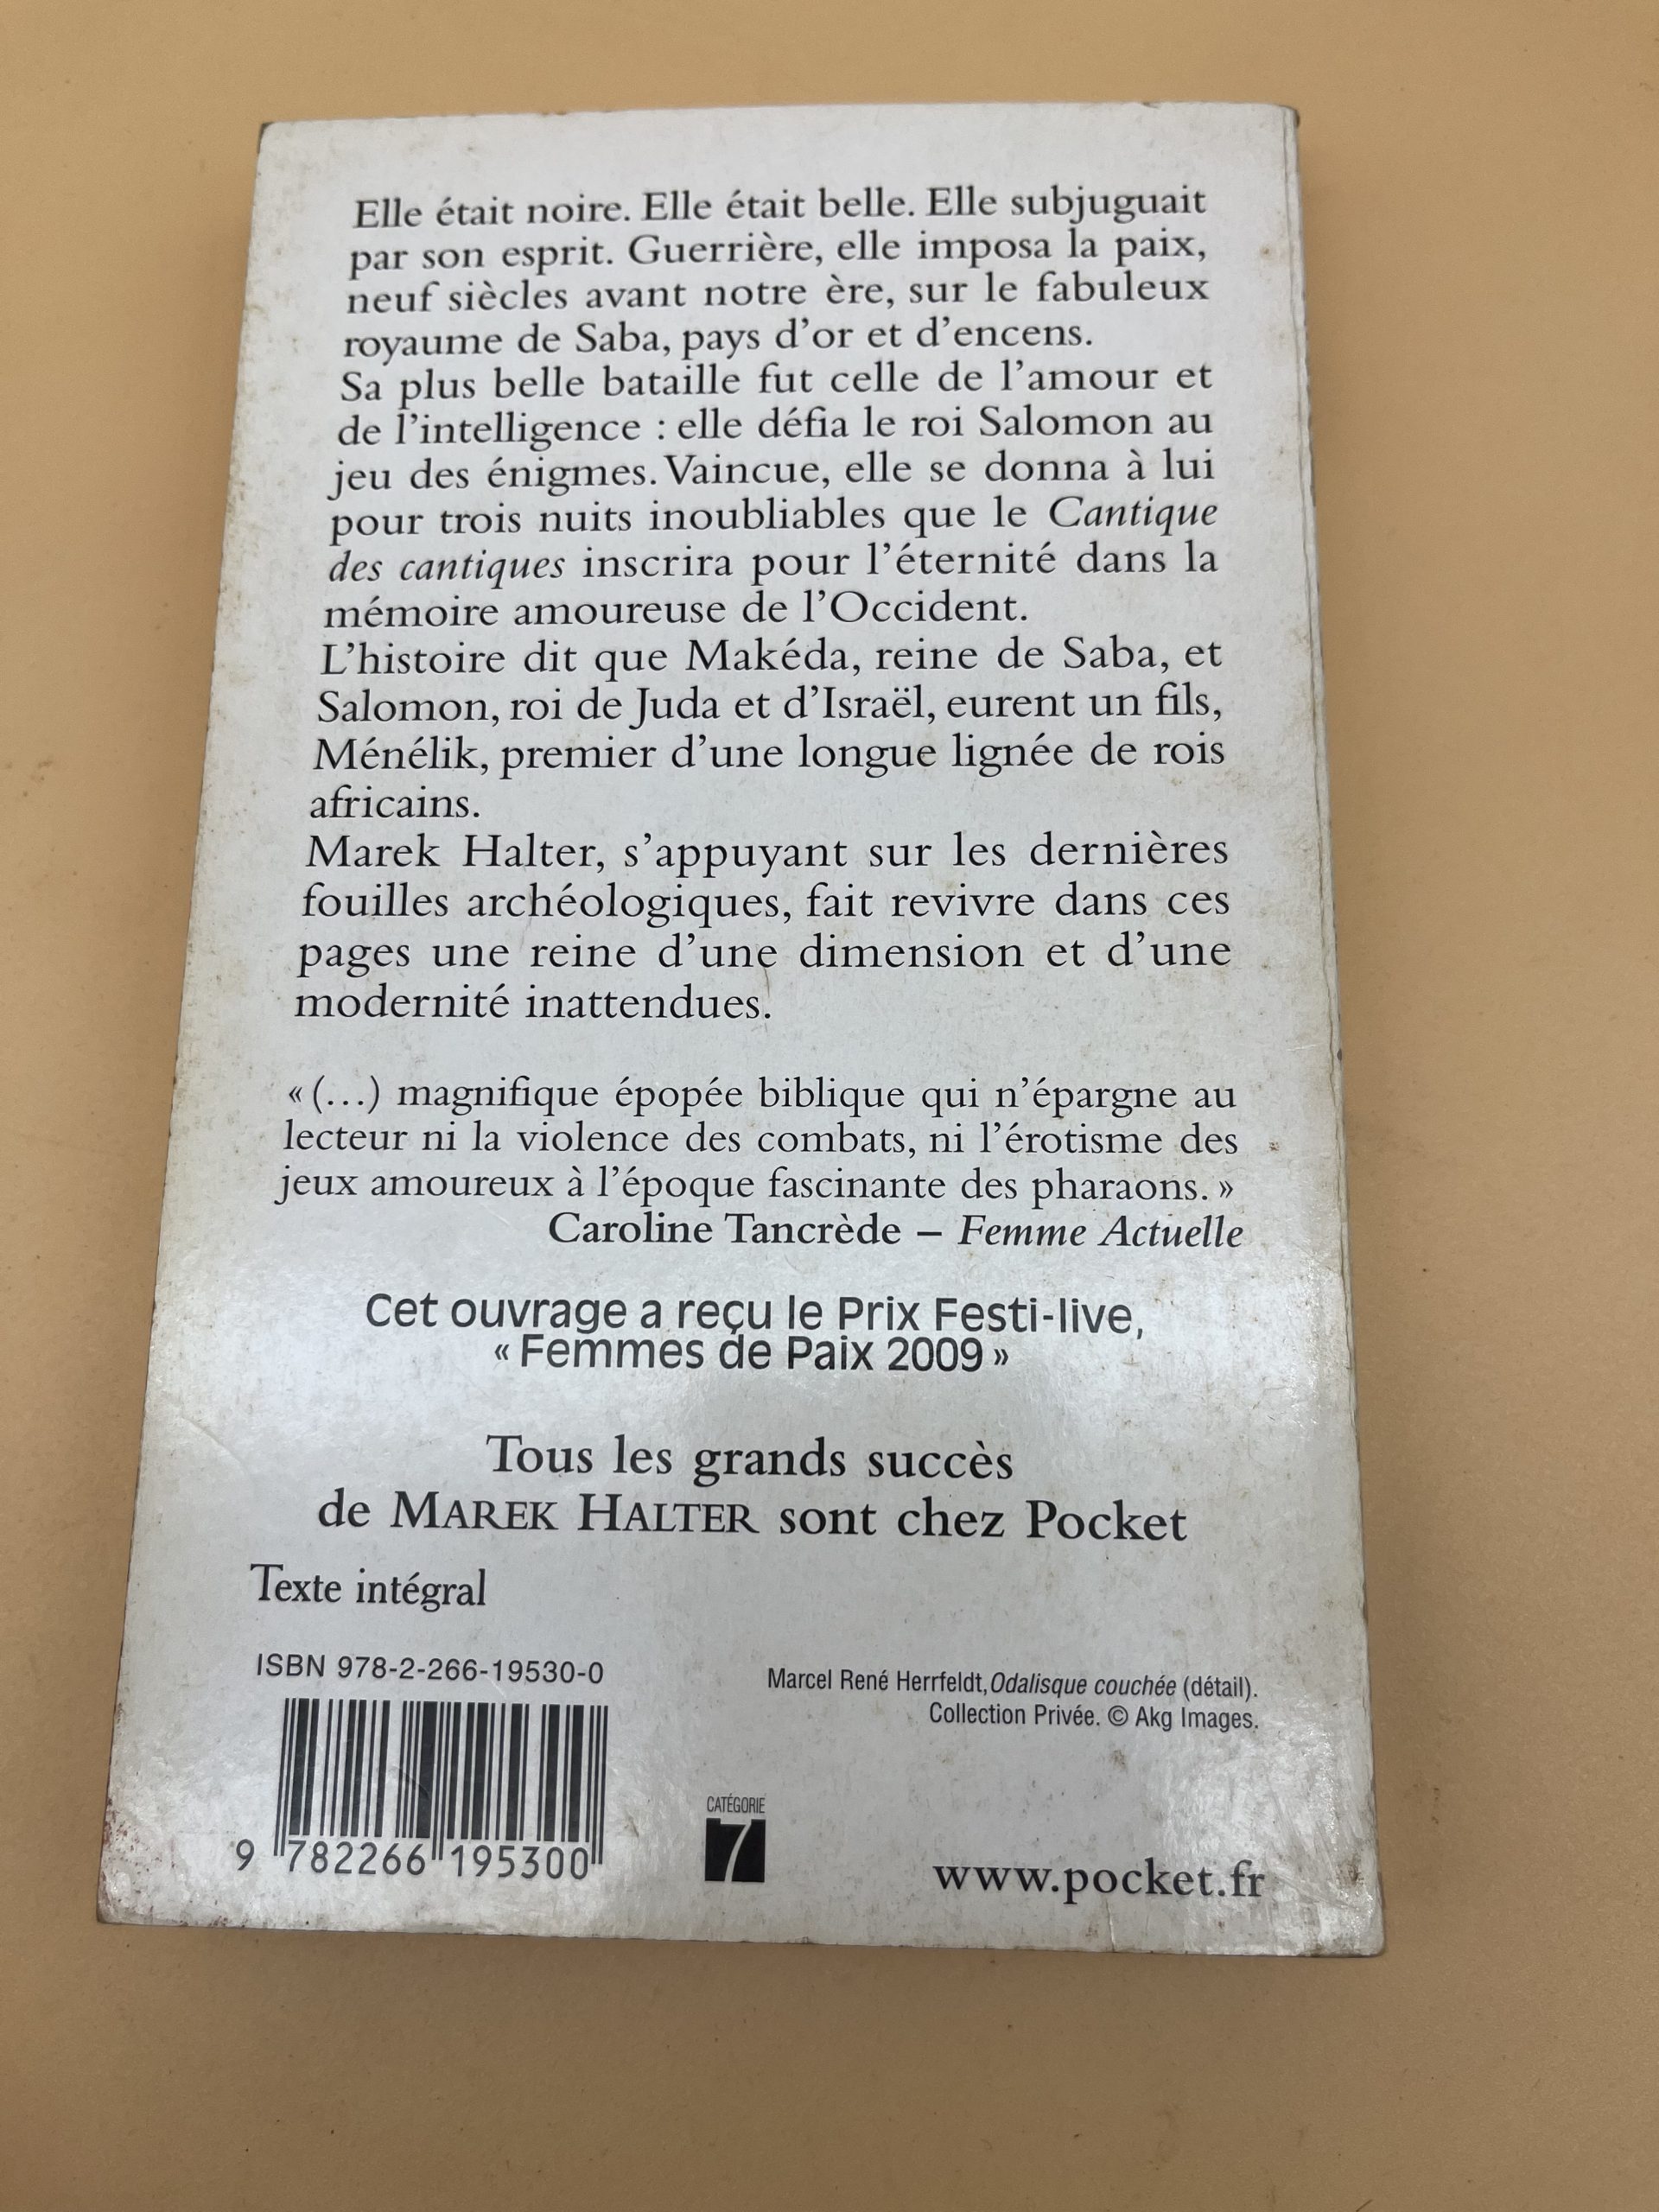 Elle était noire. Elle était belle. Elle subjuguait
par son esprit. Guerrière, elle imposa la paix,
neuf siècles avant notre ère, sur le fabuleux
royaume de Saba, pays d'or et d'encens.
Sa plus belle bataille fut celle de l'amour et
de l'intelligence : elle défia le roi Salomon au
jeu des énigmes. Vaincue, elle se donna à lui
pour trois nuits inoubliables que le Cantique
des cantiques inscrira pour l'éternité dans la
mémoire amoureuse de l'Occident.
L'histoire dit que Makéda, reine de Saba, et
Salomon, roi de Juda et d'Israël, eurent un fils,
Ménélik, premier d'une longue lignée de rois
africains.
Marek Halter, s'appuyant sur les dernières
fouilles archéologiques, fait revivre dans ces
pages une reine d'une dimension et d'une
modernité inattendues.
« (...) magnifique épopée biblique qui n'épargne au
lecteur ni la violence des combats, ni l'érotisme des
jeux amoureux à l'époque fascinante des pharaons. »
Caroline Tancrède – Femme Actuelle
Cet ouvrage a reçu le Prix Festi-live,
« Femmes de Paix 2009 »
Tous les grands succès
de MAREK HALTER sont chez Pocket
Texte intégral
ISBN 978-2-266-19530-0
Marcel René Herrfeldt, Odalisque couchée (détail).
Collection Privée. © Akg Images.
9 782266 195300
CATÉGORIE
7
www.pocket.fr